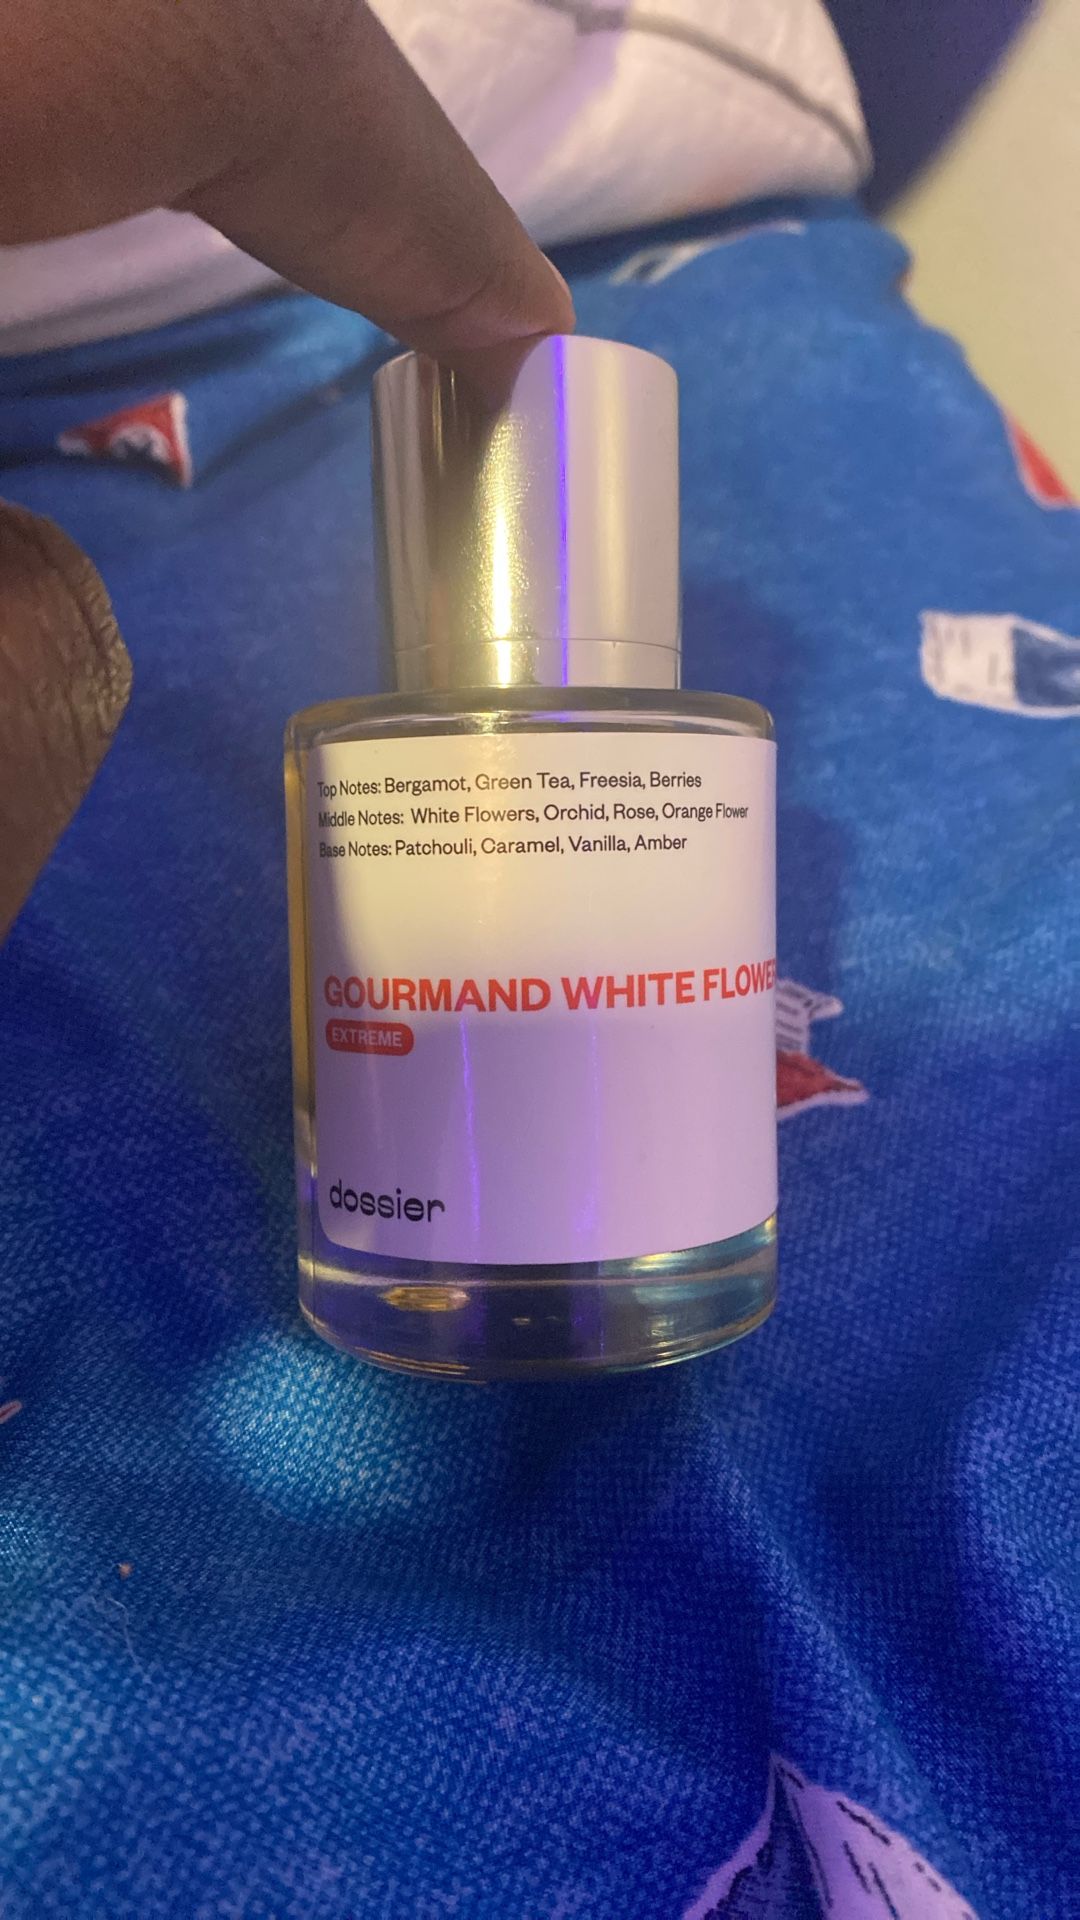 Top Notes: Bergamot, Green Tea, Freesia, Berries
Middle Notes: White Flowers, Orchid, Rose, Orange Flower
Base Notes: Patchouli, Caramel, Vanilla, Amber
GOURMAND WHITE FLOWE
EXTREME
dossier